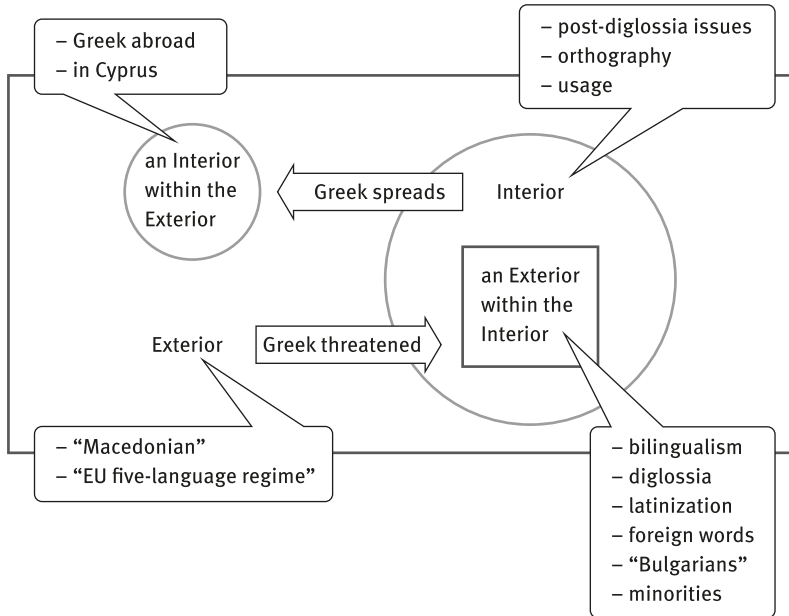 – Greek abroad
– in Cyprus
– post-diglossia issues
– orthography
– usage
an Interior
within the
Exterior
Greek spreads
Interior
an Exterior
within the
Interior
Exterior
Greek threatened
– “Macedonian”
– “EU five-language regime”
– bilingualism
– diglossia
– latinization
– foreign words
– “Bulgarians”
– minorities